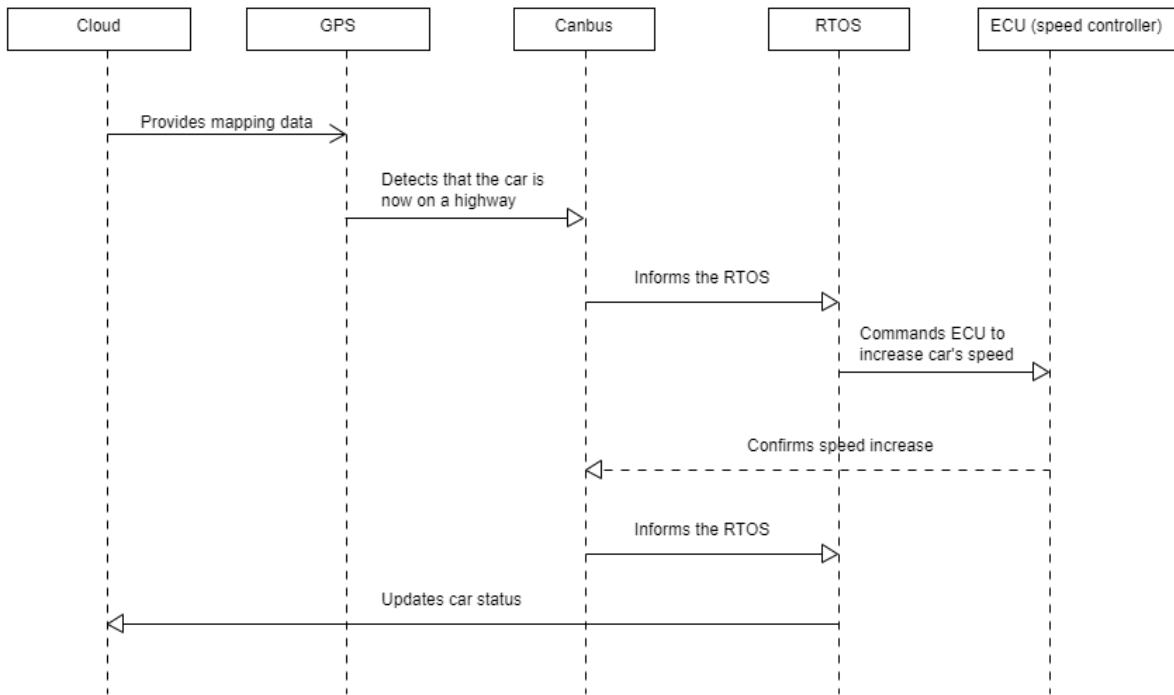 Cloud
GPS
Canbus
RTOS
ECU (speed controller)
Provides mapping data
Detects that the car is
now on a highway
Informs the RTOS
Commands ECU to
increase car's speed
Confirms speed increase
Informs the RTOS
Updates car status